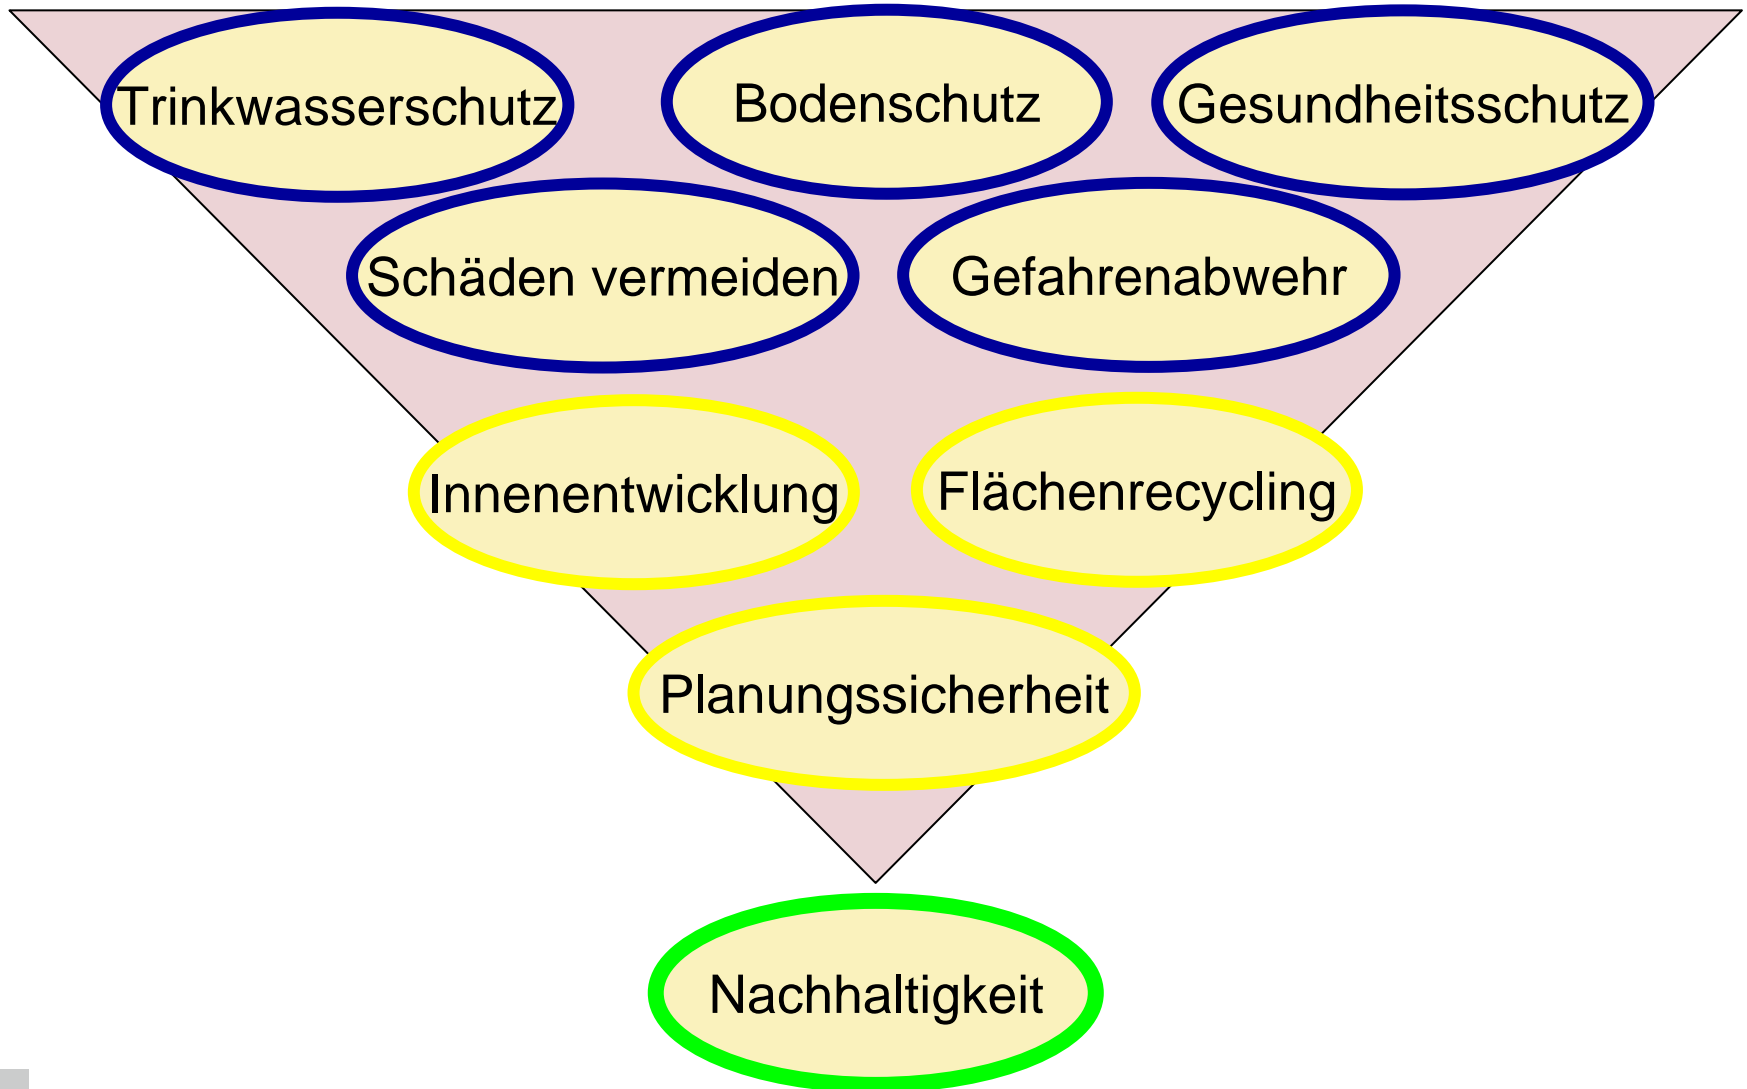 Trinkwasserschutz
Bodenschutz
Gesundheitsschutz
Schäden vermeiden
Gefahrenabwehr
Innenentwicklung
Flächenrecycling
Planungssicherheit
Nachhaltigkeit